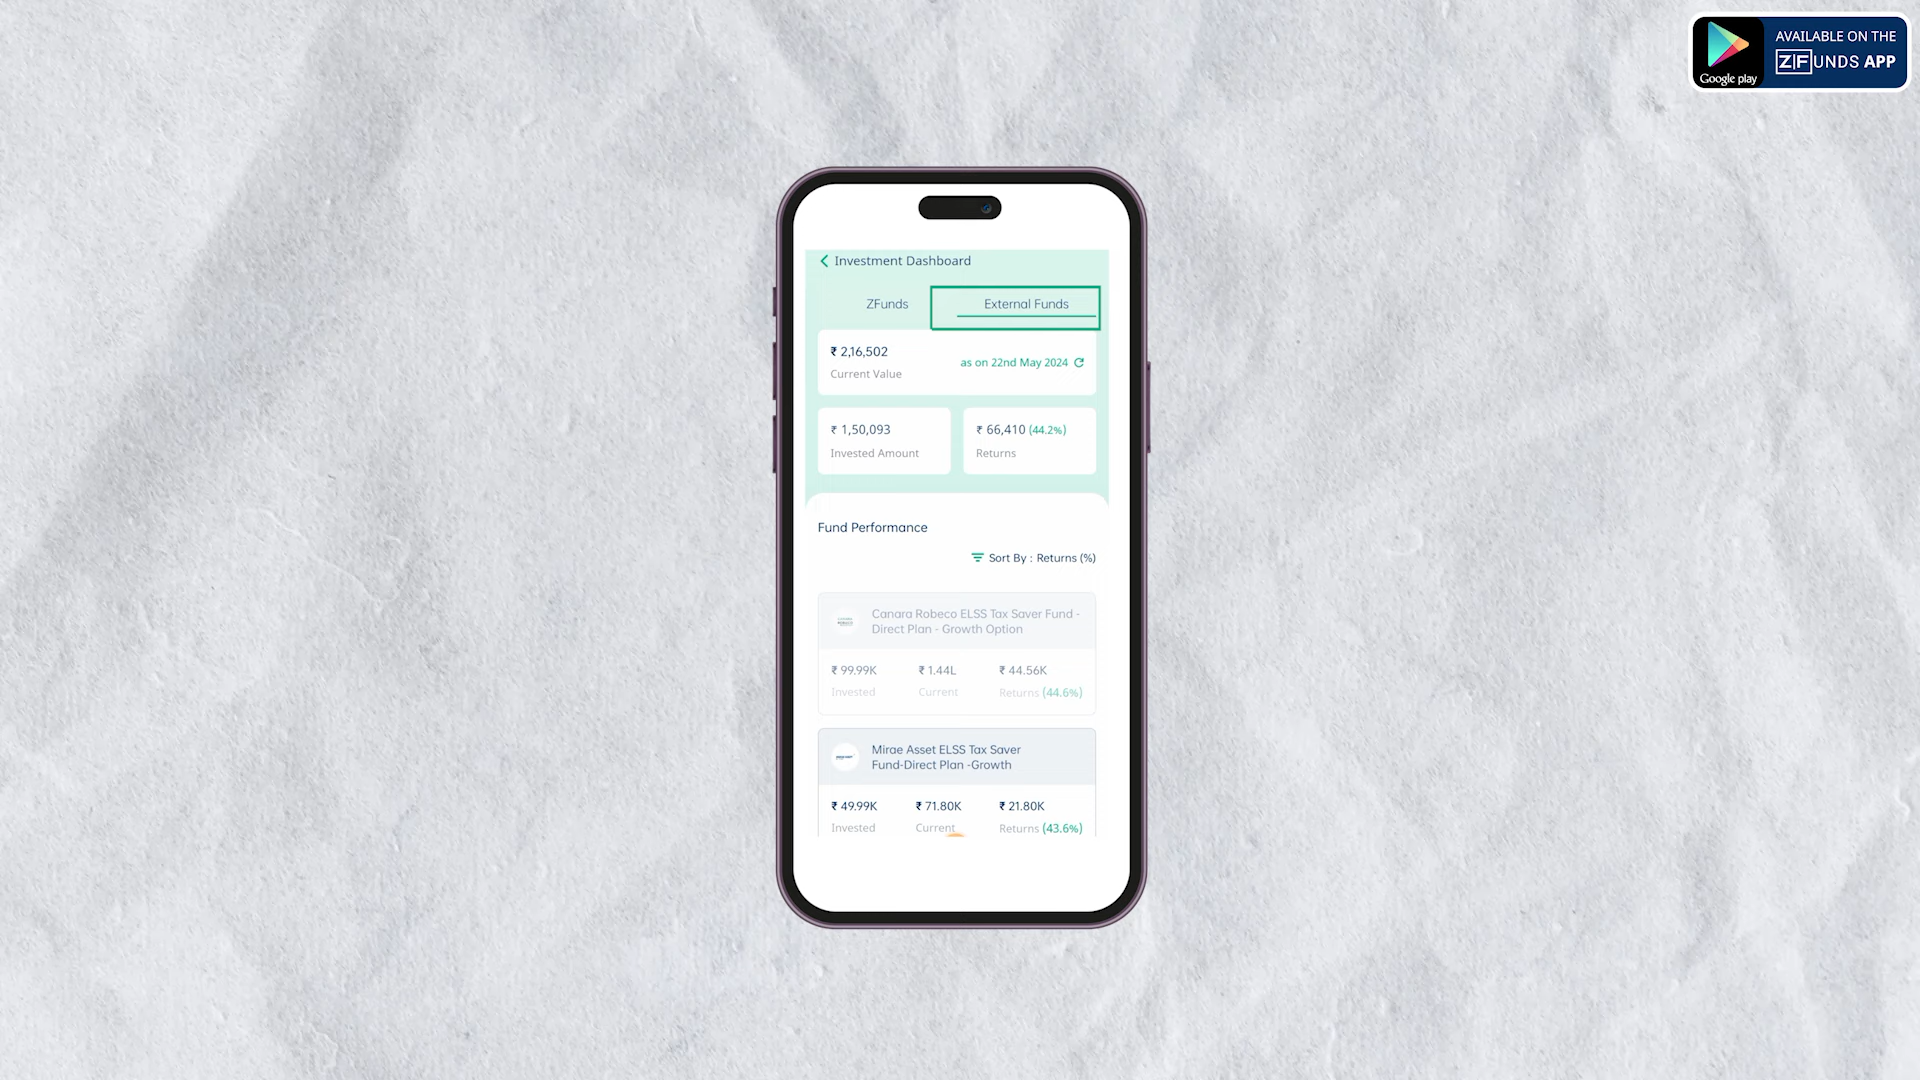 AVAILABLE ON THE
ZFUNDS APP
Google play
Investment Dashboard
ZFunds
External Funds
₹ 2,16,502
as on 22nd May 2024
Current Value
₹ 1,50,093
₹ 66,410 (44.2%)
Invested Amount
Returns
Fund Performance
Sort By : Returns (%)
Canara Robeco ELSS Tax Saver Fund -
Direct Plan - Growth Option
₹ 99.99K
₹ 1.44L
₹ 44.56K
Invested
Current
Returns (44.6%)
Mirae Asset ELSS Tax Saver
Fund-Direct Plan -Growth
₹ 49.99K
₹ 71.80K
₹ 21.80K
Invested
Current
Returns (43.6%)